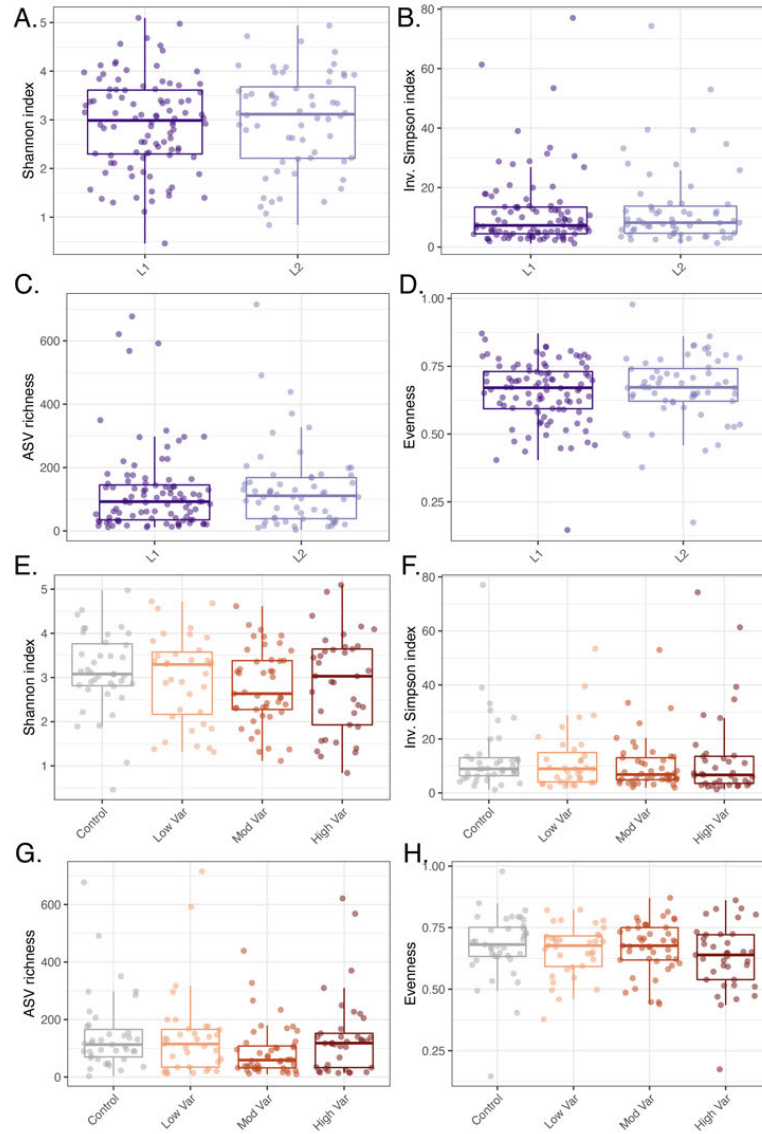 A.
Shannon index
5
4
3
2
1
L1
L2
B.
Inv. Simpson index
80
60
40
20
0
L1
L2
C.
ASV richness
600
400
200
0
L1
L2
D.
Evenness
1.00
0.75
0.50
0.25
L1
L2
E.
Shannon index
5
4
3
2
1
Control
Low Var
Mod Var
High Var
F.
Inv. Simpson index
80
60
40
20
0
Control
Low Var
Mod Var
High Var
G.
ASV richness
600
400
200
0
Control
Low Var
Mod Var
High Var
H.
Evenness
1.00
0.75
0.50
0.25
Control
Low Var
Mod Var
High Var